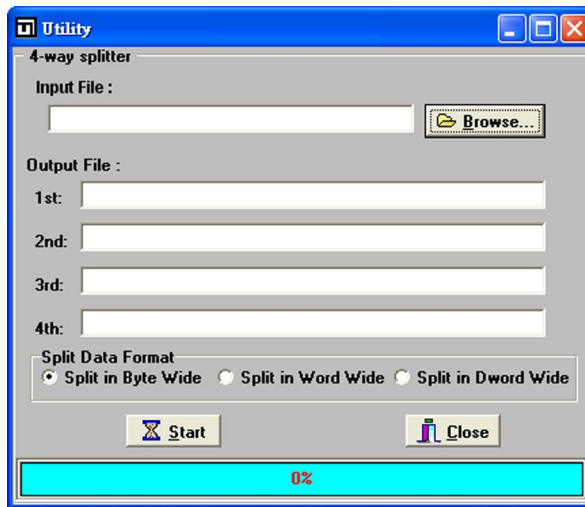 Utility
4-way splitter
Input File :
Browse...
Output File :
1st:
2nd:
3rd:
4th:
Split Data Format
Split in Byte Wide Split in Word Wide Split in Dword Wide
Start Close
0%